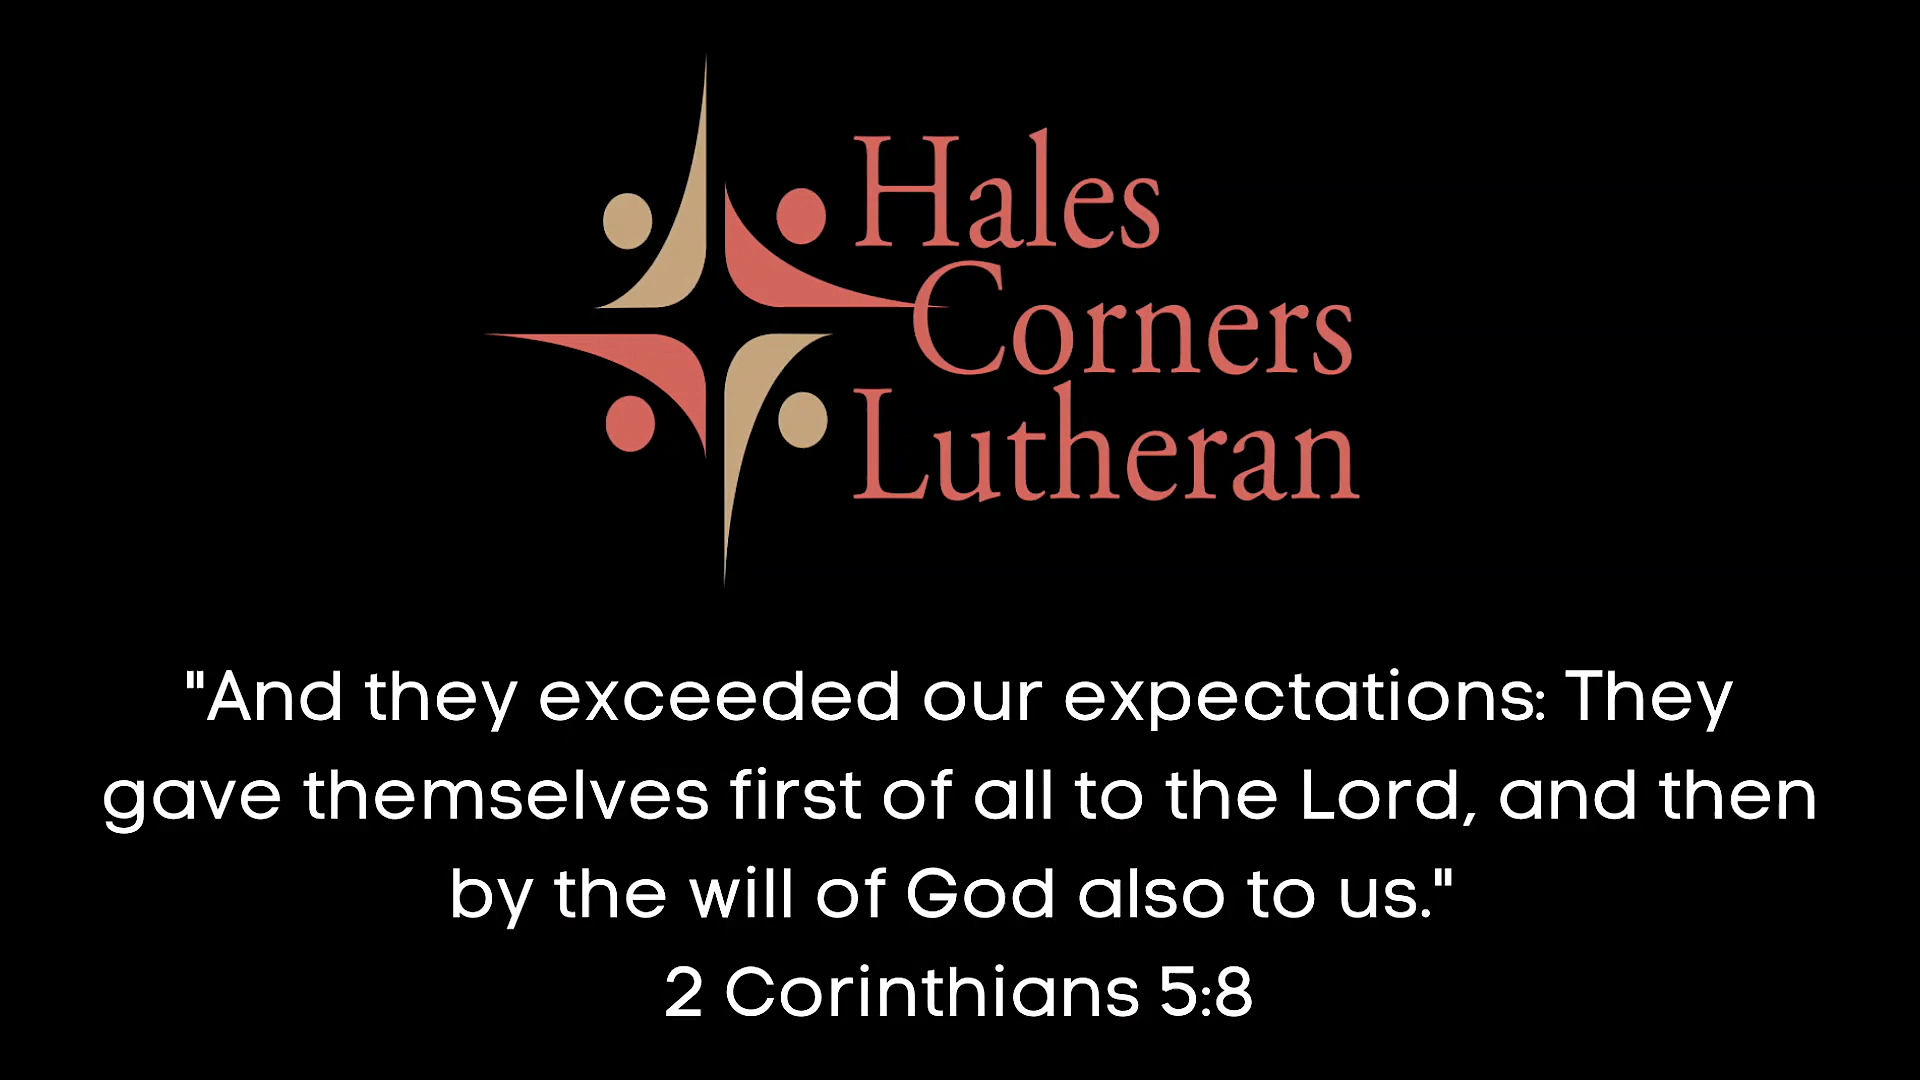 Hales
Corners
Lutheran
"And they exceeded our expectations: They
gave themselves first of all to the Lord, and then
by the will of God also to us."
2 Corinthians 5:8